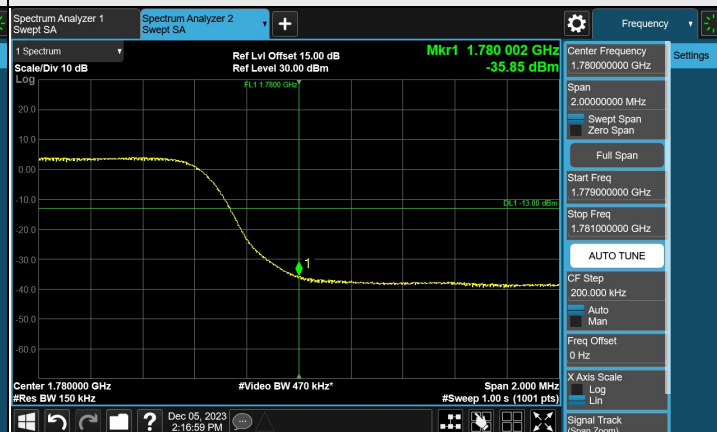 Spectrum Analyzer 1
Swept SA
Spectrum Analyzer 2
Swept SA
Frequency
1 Spectrum
Scale/Div 10 dB
Log
Ref Lvl Offset 15.00 dB
Ref Level 30.00 dBm
Mkr1 1.780 002 GHz
-35.85 dBm
FL1 1.7800 GHz
20.0
10.0
0.00
-10.0
-20.0
-30.0
-40.0
-50.0
-60.0
DL1 -13.00 dBm
1
Center 1.780000 GHz
#Video BW 470 kHz*
Span 2.000 MHz
#Res BW 150 kHz
#Sweep 1.00 s (1001 pts)
Center Frequency
1.780000000 GHz
Settings
Span
2.00000000 MHz
Swept Span
Zero Span
Full Span
Start Freq
1.779000000 GHz
Stop Freq
1.781000000 GHz
AUTO TUNE
CF Step
200.000 kHz
Auto
Man
Freq Offset
0 Hz
X Axis Scale
Log
Lin
Signal Track
(Span Zoom)
?
Dec 05, 2023
2:16:59 PM